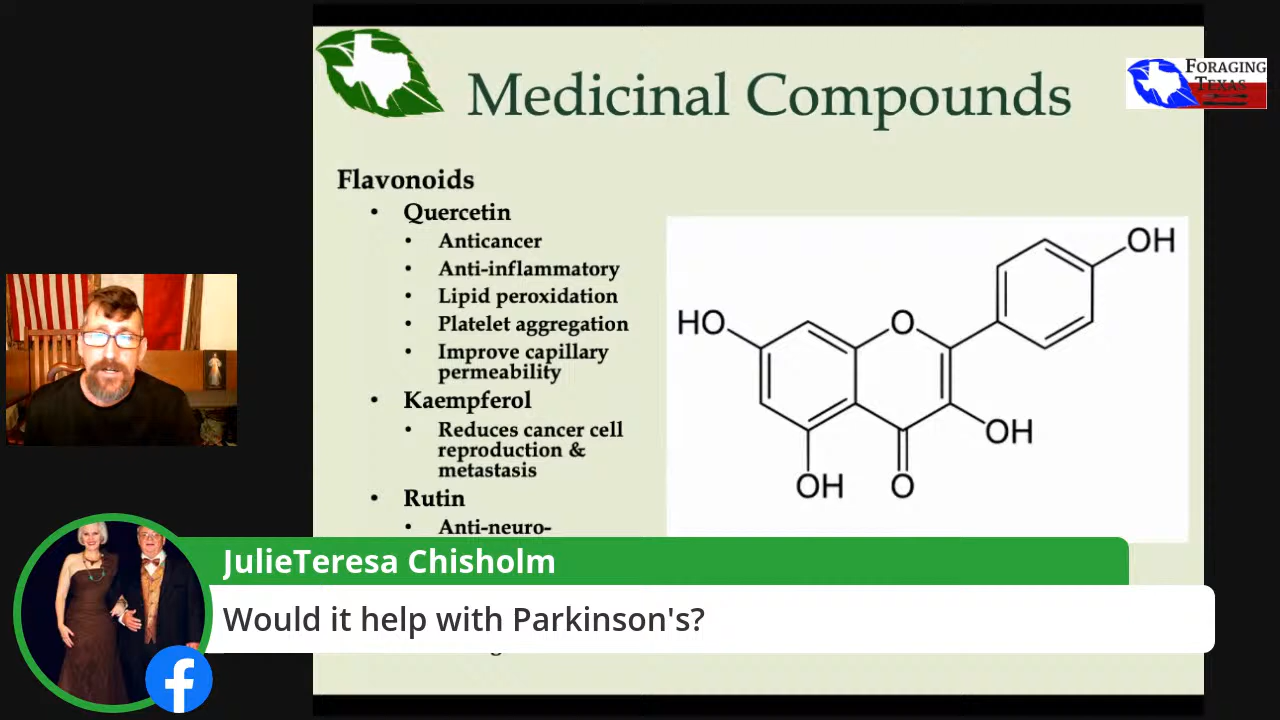 Medicinal Compounds
FORAGING
TEXAS
Flavonoids
• Quercetin
• Anticancer
• Anti-inflammatory
• Lipid peroxidation
• Platelet aggregation
• Improve capillary
permeability
• Kaempferol
• Reduces cancer cell
reproduction &
metastasis
• Rutin
• Anti-neuro-
OH
HO
O
OH
OH
O
JulieTeresa Chisholm
Would it help with Parkinson's?
f